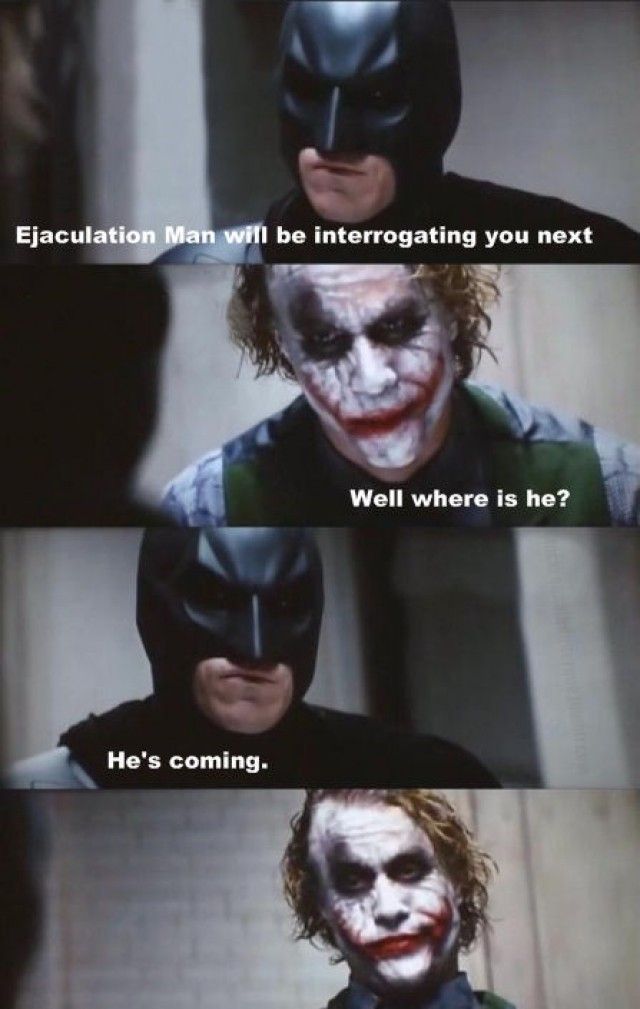 Ejaculation Man will be interrogating you next
Well where is he?
He's coming.